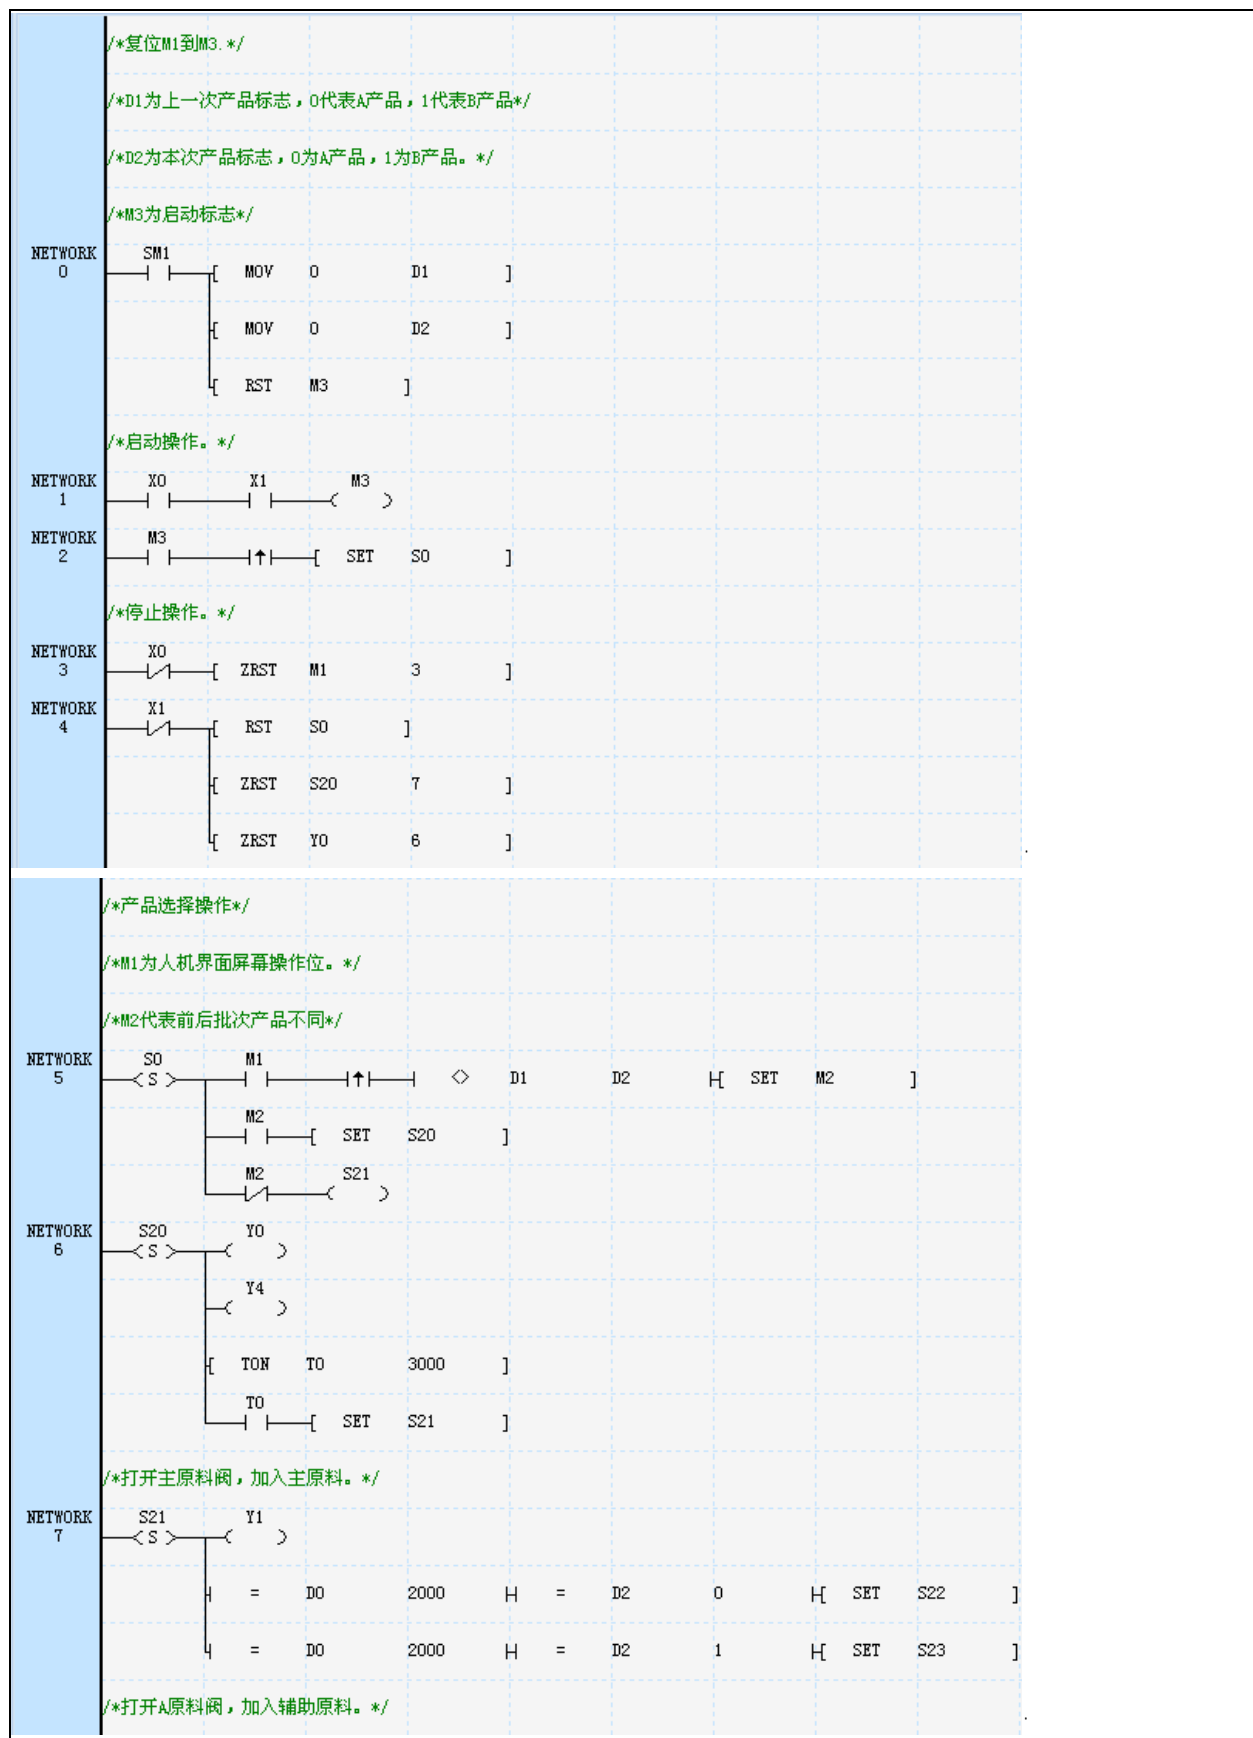 /*复位M1到M3.*/
/*D1为上一次产品标志，0代表A产品，1代表B产品*/
/*D2为本次产品标志，0为A产品，1为B产品。*/
/*M3为启动标志*/
NETWORK 0 SM1 [ MOV 0 D1 ]
[ MOV 0 D2 ]
[ RST M3 ]
/*启动操作。*/
NETWORK 1 X0 X1 M3
NETWORK 2 M3 [ SET S0 ]
/*停止操作。*/
NETWORK 3 X0 [ ZRST M1 3 ]
NETWORK 4 X1 [ RST S0 ]
[ ZRST S20 7 ]
[ ZRST Y0 6 ]
/*产品选择操作*/
/*M1为人机界面屏幕操作位。*/
/*M2代表前后批次产品不同*/
NETWORK 5 S0 <S> M1 <> D1 D2 [ SET M2 ]
M2 [ SET S20 ]
M2 S21
NETWORK 6 S20 <S> Y0
Y4
[ TON T0 3000 ]
T0 [ SET S21 ]
/*打开主原料阀，加入主原料。*/
NETWORK 7 S21 <S> Y1
= D0 2000 = D2 0 [ SET S22 ]
= D0 2000 = D2 1 [ SET S23 ]
/*打开A原料阀，加入辅助原料。*/